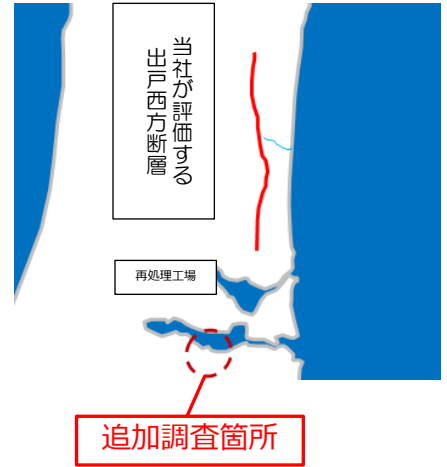 当社が評価する
出戸西方断層
再処理工場
追加調査箇所